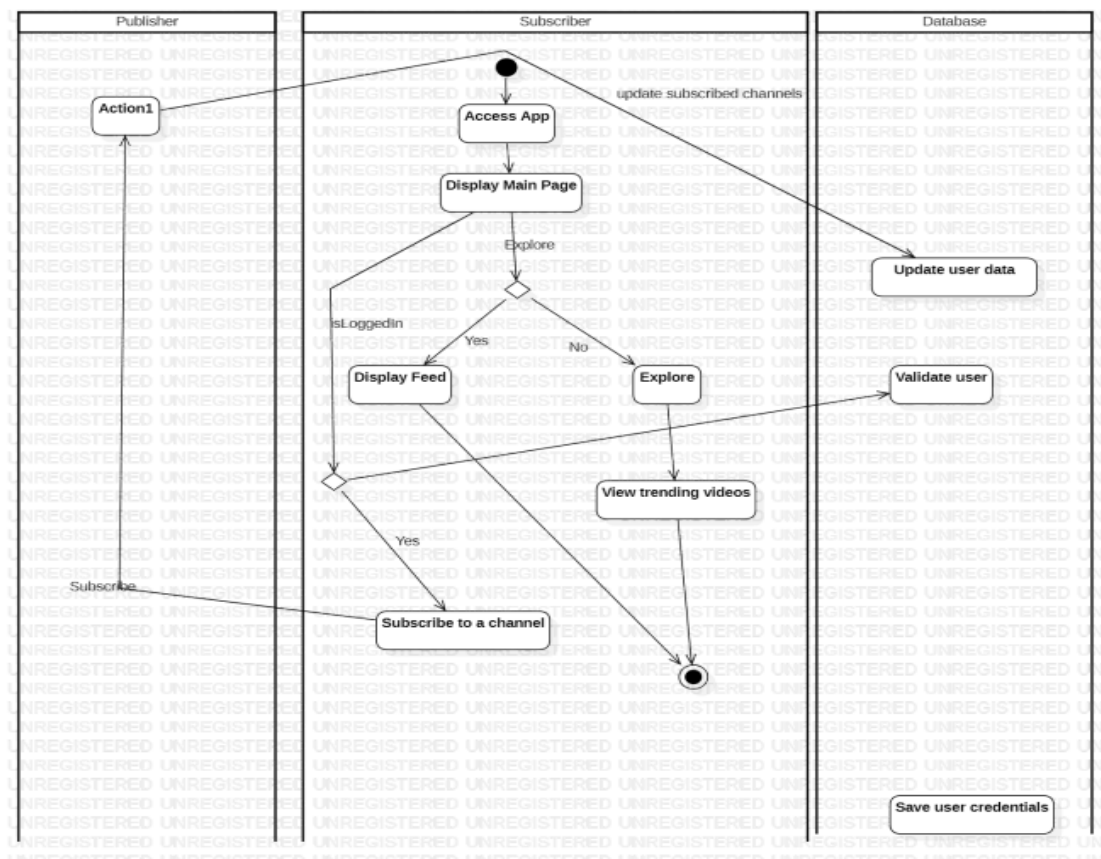 Publisher
Subscriber
Database
update subscribed channels
Action1
Access App
Display Main Page
Explore
Update user data
isLoggedIn
Yes
No
Display Feed
Explore
Validate user
View trending videos
Yes
Subscribe
Subscribe to a channel
Save user credentials
UNREGISTERED